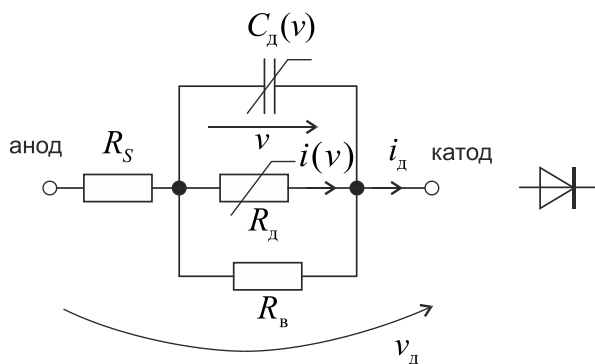 C_д(v)
v
анод
R_S
i(v)
i_д
катод
R_д
R_в
v_д